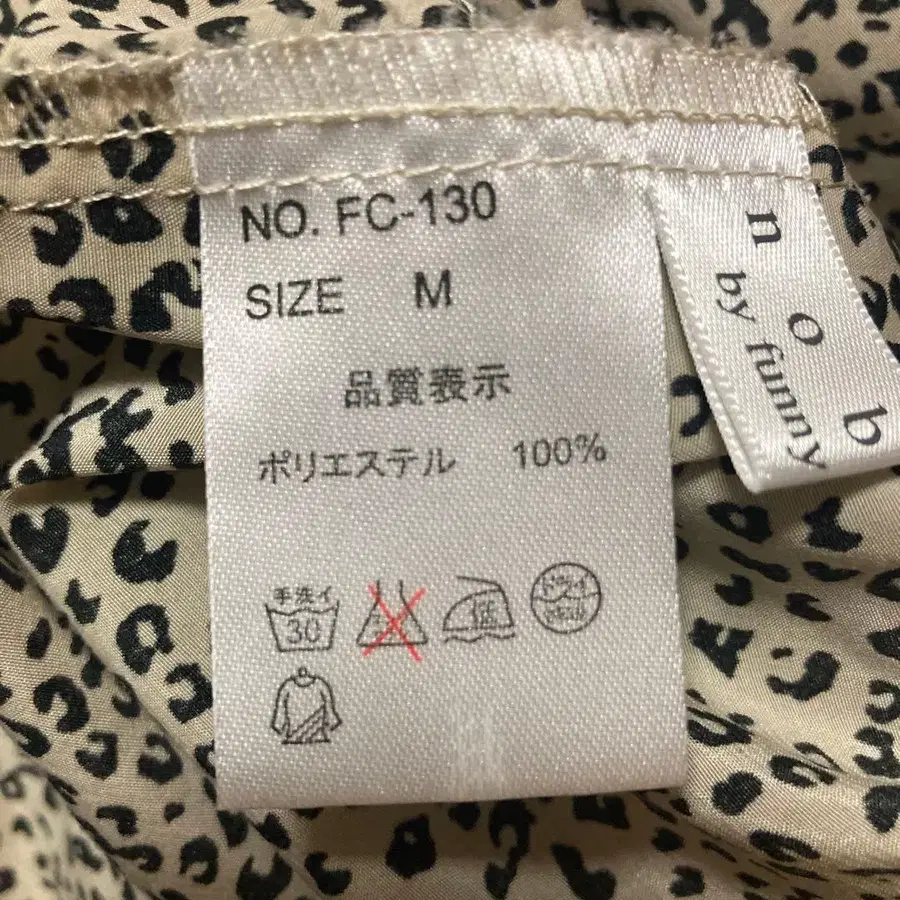 NO. FC-130
SIZE M
品質表示
ポリエステル 100%
手洗イ
30
低
ドライ
nob
by funny